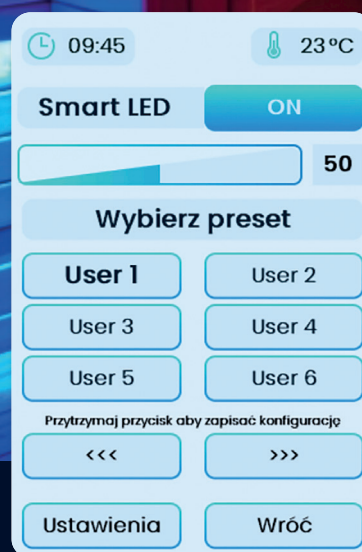 09:45 23°C
Smart LED ON
50
Wybierz preset
User 1 User 2
User 3 User 4
User 5 User 6
Przytrzymaj przycisk aby zapisać konfigurację
<<< >>>
Ustawienia Wróć